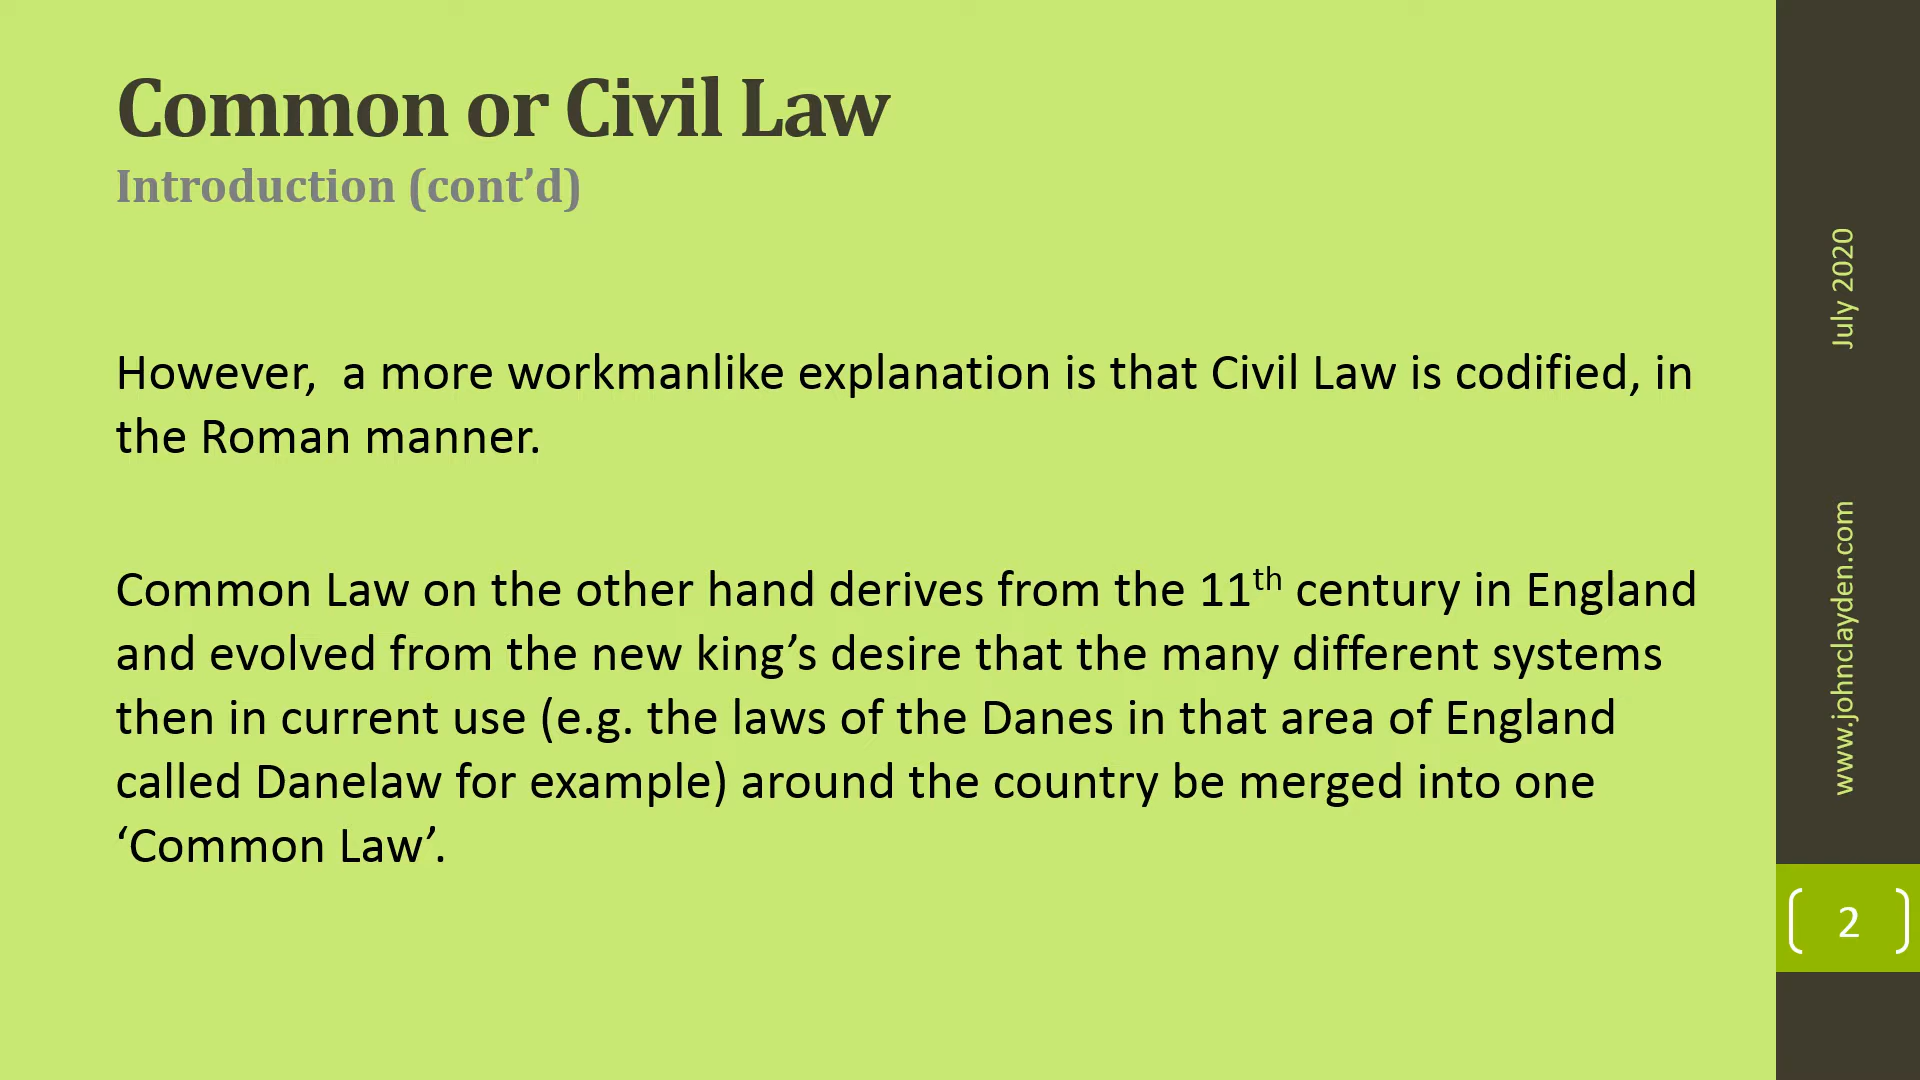 Common or Civil Law
Introduction (cont’d)
However,  a more workmanlike explanation is that Civil Law is codified, in
the Roman manner.
Common Law on the other hand derives from the 11th century in England
and evolved from the new king’s desire that the many different systems
then in current use (e.g. the laws of the Danes in that area of England
called Danelaw for example) around the country be merged into one
‘Common Law’.
July 2020
www.johnclayden.com
2